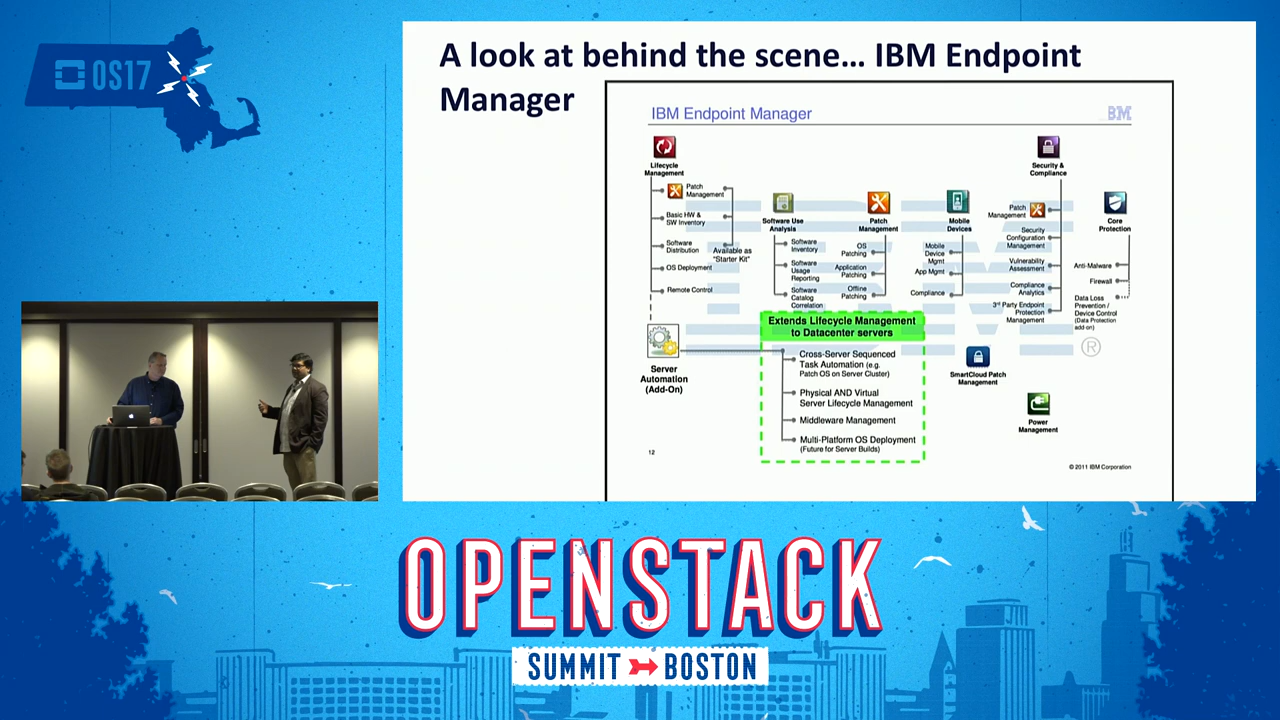 OS17
A look at behind the scene... IBM Endpoint
Manager
IBM Endpoint Manager
IBM
Lifecycle
Management
Patch
Management
Basic HW &
SW Inventory
Software
Distribution
OS Deployment
Remote Control
Available as
"Starter Kit"
Software Use
Analysis
Software
Inventory
Software
Usage
Reporting
Software
Catalog
Correlation
Patch
Management
OS
Patching
Application
Patching
Offline
Patching
Mobile
Devices
Mobile
Device
Mgmt
App Mgmt
Compliance
Security &
Compliance
Patch
Management
Security
Configuration
Management
Vulnerability
Assessment
Compliance
Analytics
3rd Party Endpoint
Protection
Management
Core
Protection
Anti-Malware
Firewall
Data Loss
Prevention /
Device Control
(Data Protection
add-on)
Server
Automation
(Add-On)
Extends Lifecycle Management
to Datacenter servers
Cross-Server Sequenced
Task Automation (e.g.
Patch OS on Server Cluster)
Physical AND Virtual
Server Lifecycle Management
Middleware Management
Multi-Platform OS Deployment
(Future for Server Builds)
SmartCloud Patch
Management
Power
Management
®
12
© 2011 IBM Corporation
OPENSTACK
SUMMIT BOSTON